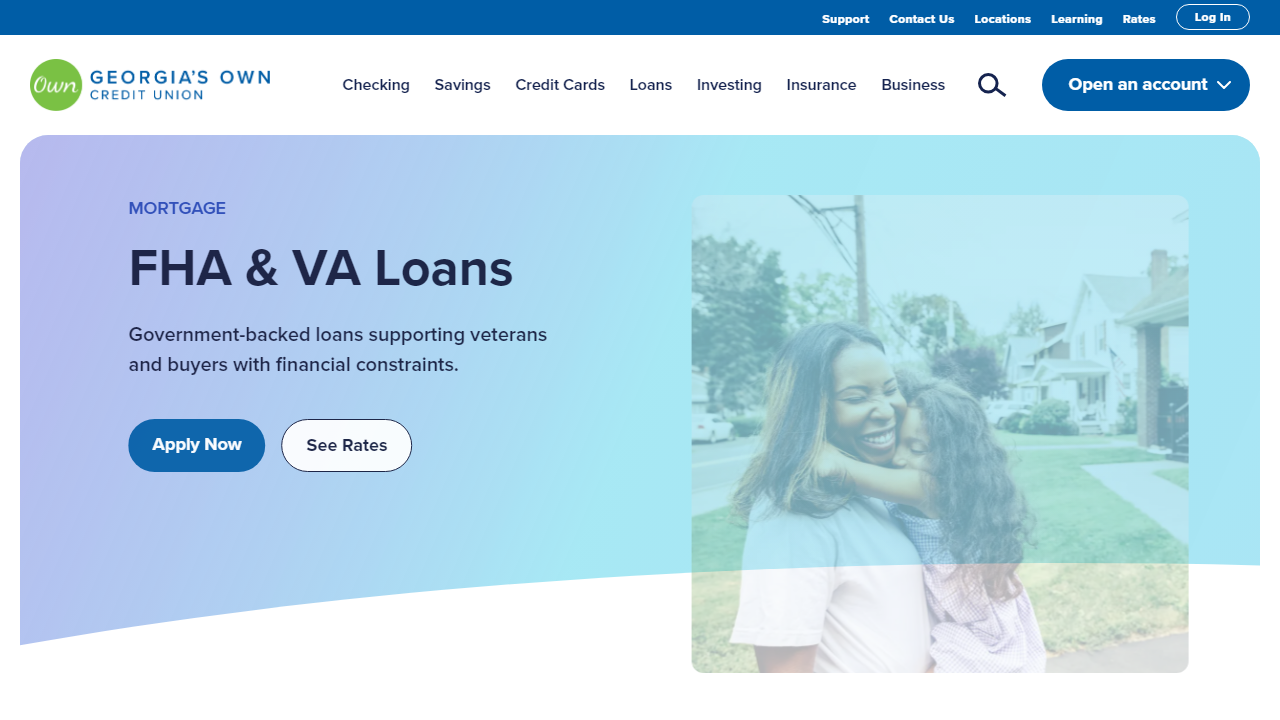 Support Contact Us Locations Learning Rates Log In
Own GEORGIA'S OWN
CREDIT UNION
Checking Savings Credit Cards Loans Investing Insurance Business Open an account
MORTGAGE
FHA & VA Loans
Government-backed loans supporting veterans
and buyers with financial constraints.
Apply Now See Rates